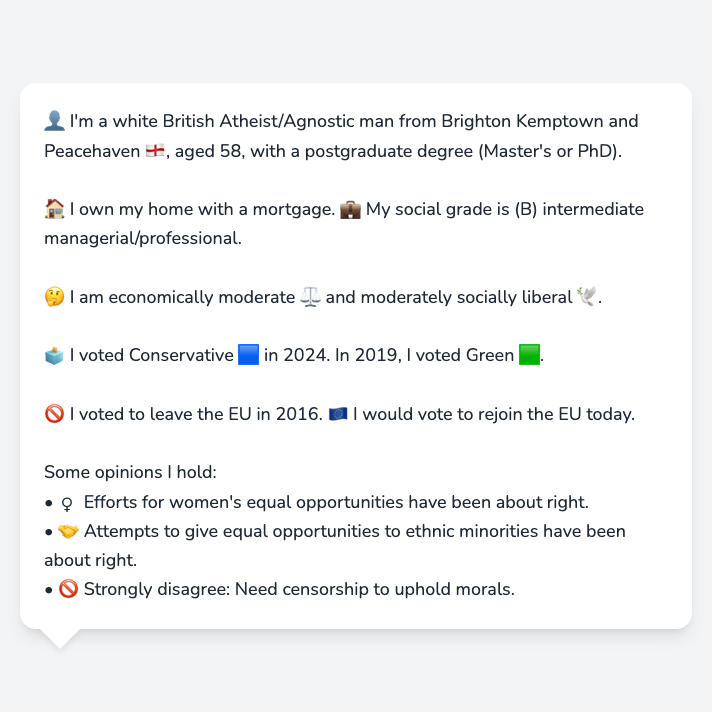 👤 I'm a white British Atheist/Agnostic man from Brighton Kemptown and
Peacehaven 🏴󠁧󠁢󠁥󠁮󠁧󠁿, aged 58, with a postgraduate degree (Master's or PhD).
🏠 I own my home with a mortgage. 💼 My social grade is (B) intermediate
managerial/professional.
🤔 I am economically moderate ⚖️ and moderately socially liberal 🕊️.
🗳️ I voted Conservative 🟦 in 2024. In 2019, I voted Green 🟩.
🚫 I voted to leave the EU in 2016. 🇪🇺 I would vote to rejoin the EU today.
Some opinions I hold:
• ♀ Efforts for women's equal opportunities have been about right.
• 🤝 Attempts to give equal opportunities to ethnic minorities have been
about right.
• 🚫 Strongly disagree: Need censorship to uphold morals.